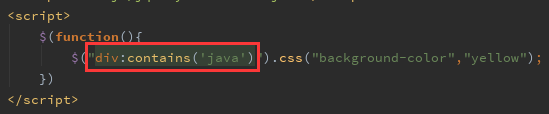 <script>
$(function(){
$("div:contains('java')").css("background-color","yellow");
})
</script>